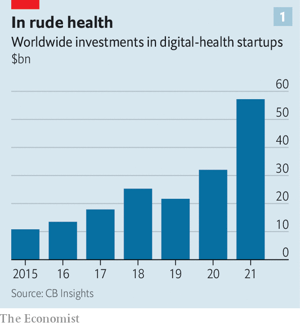 In rude health
1
Worldwide investments in digital-health startups
$bn
60
50
40
30
20
10
0
2015 16 17 18 19 20 21
Source: CB Insights
The Economist